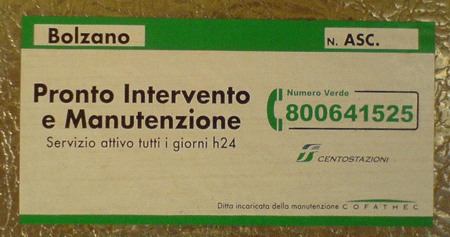 Bolzano
N. ASC.
Pronto Intervento
e Manutenzione
Servizio attivo tutti i giorni h24
Numero Verde
800641525
CENTOSTAZIONI
Ditta incaricata della manutenzione COFATHEC